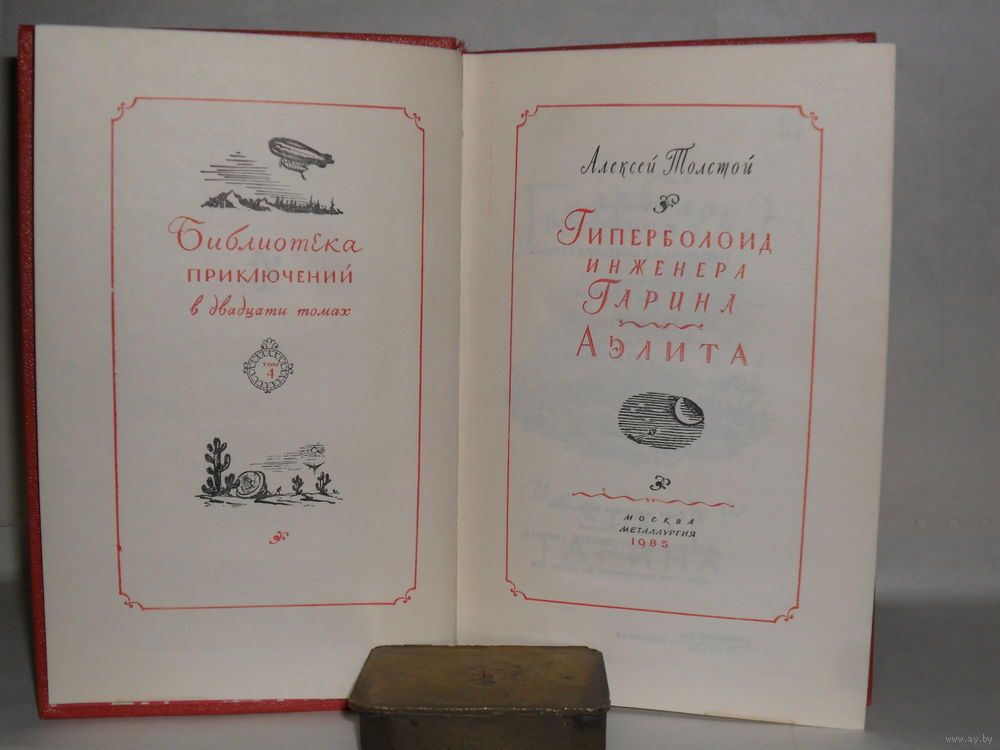 Библиотека
ПРИКЛЮЧЕНИЙ
в двадцати томах
ТОМ
4
Алексей Толстой
ГИПЕРБОЛОИД
ИНЖЕНЕРА
ГАРИНА
АЭЛИТА
МОСКВА
МЕТАЛЛУРГИЯ
1985
www.ay.by